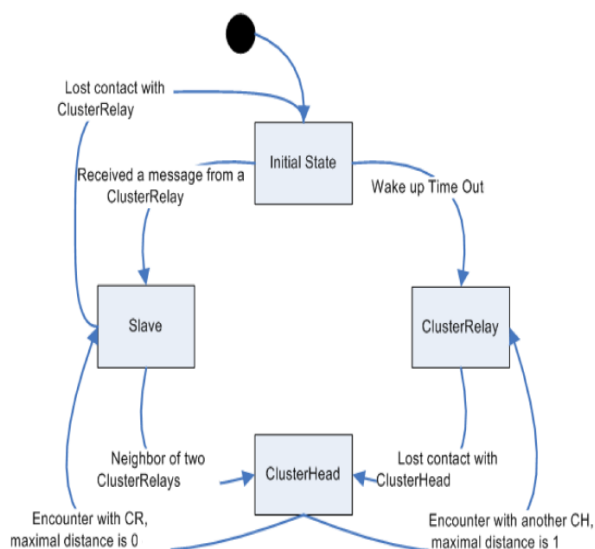 Lost contact with
ClusterRelay
Initial State
Received a message from a
ClusterRelay
Wake up Time Out
Slave
ClusterRelay
Neighbor of two
ClusterRelays
ClusterHead
Lost contact with
ClusterHead
Encounter with CR,
maximal distance is 0
Encounter with another CH,
maximal distance is 1